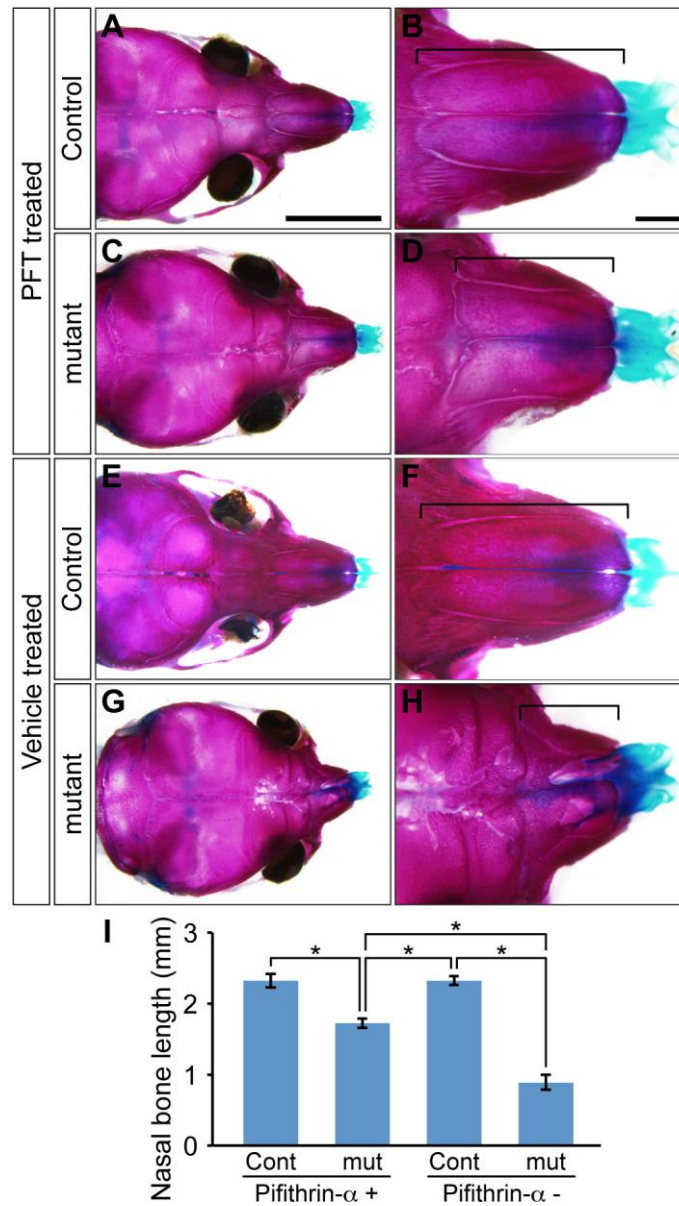 PFT treated
Control
A
B
mutant
C
D
Vehicle treated
Control
E
F
mutant
G
H
I
Nasal bone length (mm)
3
2
1
0
*
*
*
*
Cont mut Cont mut
Pifithrin-α + Pifithrin-α -